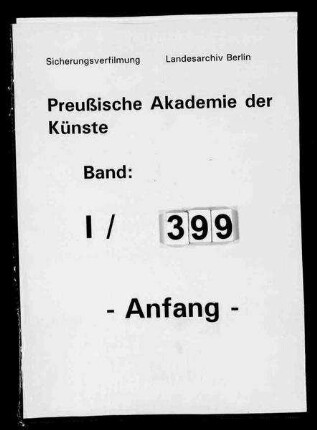 Sicherungsverfilmung Landesarchiv Berlin
Preußische Akademie der
Künste
Band:
I / 399
- Anfang -